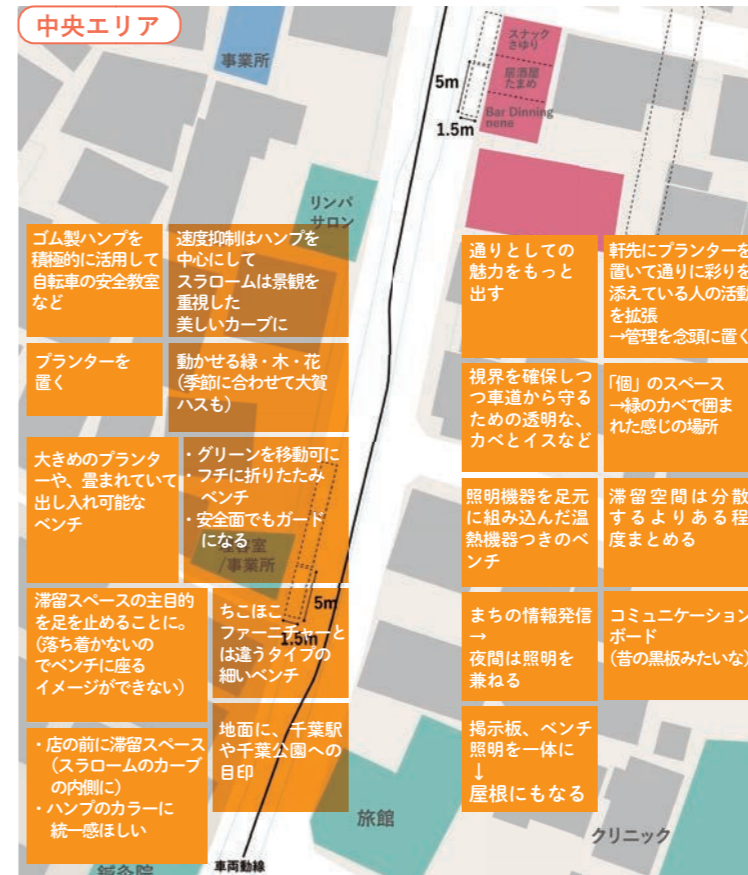 中央エリア
事業所
スナック
さゆり
居酒屋
たまめ
Bar Dinning
nene
5m
1.5m
リンパ
サロン
ゴム製ハンプを
積極的に活用して
自転車の安全教室
など
速度抑制はハンプを
中心にして
スラロームは景観を
重視した
美しいカーブに
プランターを
置く
動かせる緑・木・花
(季節に合わせて大賀
ハスも)
大きめのプランタ
ーや、畳まれていて
出し入れ可能な
ベンチ
・グリーンを移動可に
・フチに折りたたみ
ベンチ
・安全面でもガード
になる
/事業所
滞留スペースの主目的
を足を止めることに。
(落ち着かないの
でベンチに座る
イメージができない)
ちこほこ
ファーニチャーと
は違うタイプの
細いベンチ
5m
1.5m
・店の前に滞留スペース
(スラロームのカーブ
の内側に)
・ハンプのカラーに
統一感ほしい
地面に、千葉駅
や千葉公園への
目印
通りとしての
魅力をもっと
出す
軒先にプランターを
置いて通りに彩りを
添えている人の活動
を拡張
→管理を念頭に置く
視界を確保しつ
つ車道から守る
ための透明な、
カベとイスなど
「個」のスペース
→緑のカベで囲ま
れた感じの場所
照明機器を足元
に組み込んだ温
熱機器つきのベ
ンチ
滞留空間は分散
するよりある程
度まとめる
まちの情報発信
→
夜間は照明を
兼ねる
コミュニケーション
ボード
(昔の黒板みたいな)
掲示板、ベンチ
照明を一体に
↓
屋根にもなる
旅館
クリニック
鍼灸院
車両動線